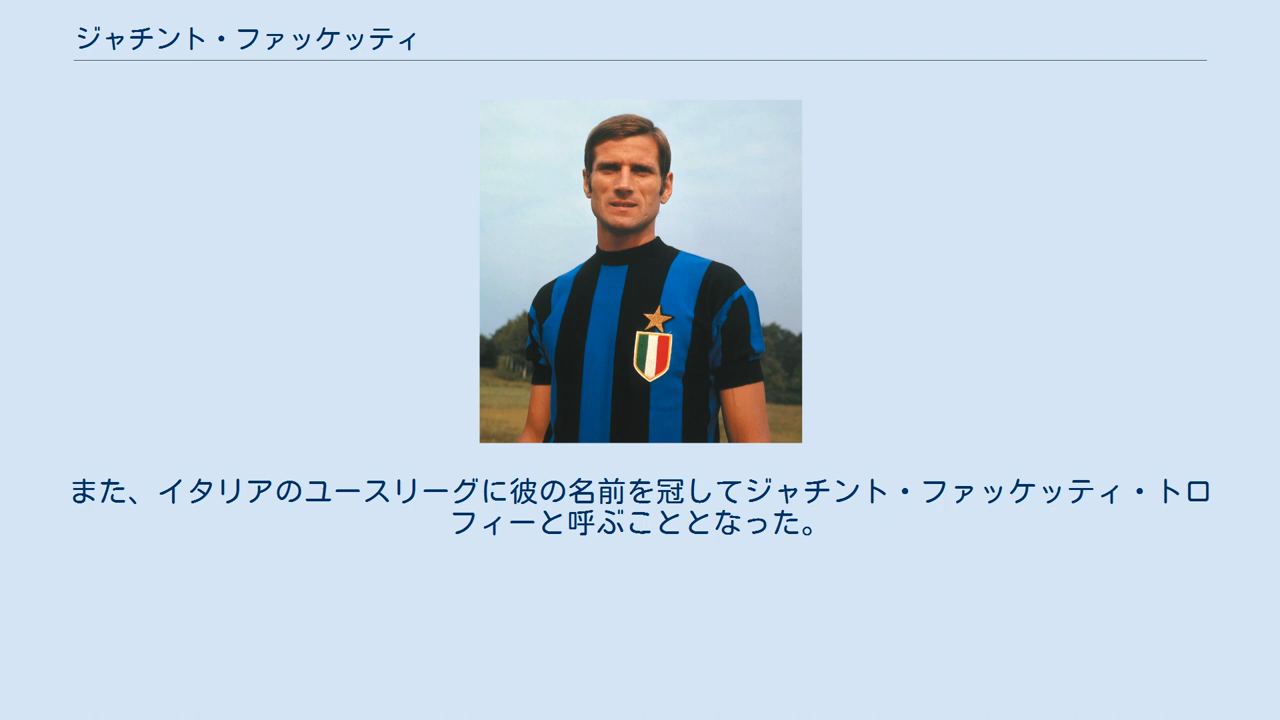 ジャチント・ファッケッティ
また、イタリアのユースリーグに彼の名前を冠してジャチント・ファッケッティ・トロ
フィーと呼ぶこととなった。